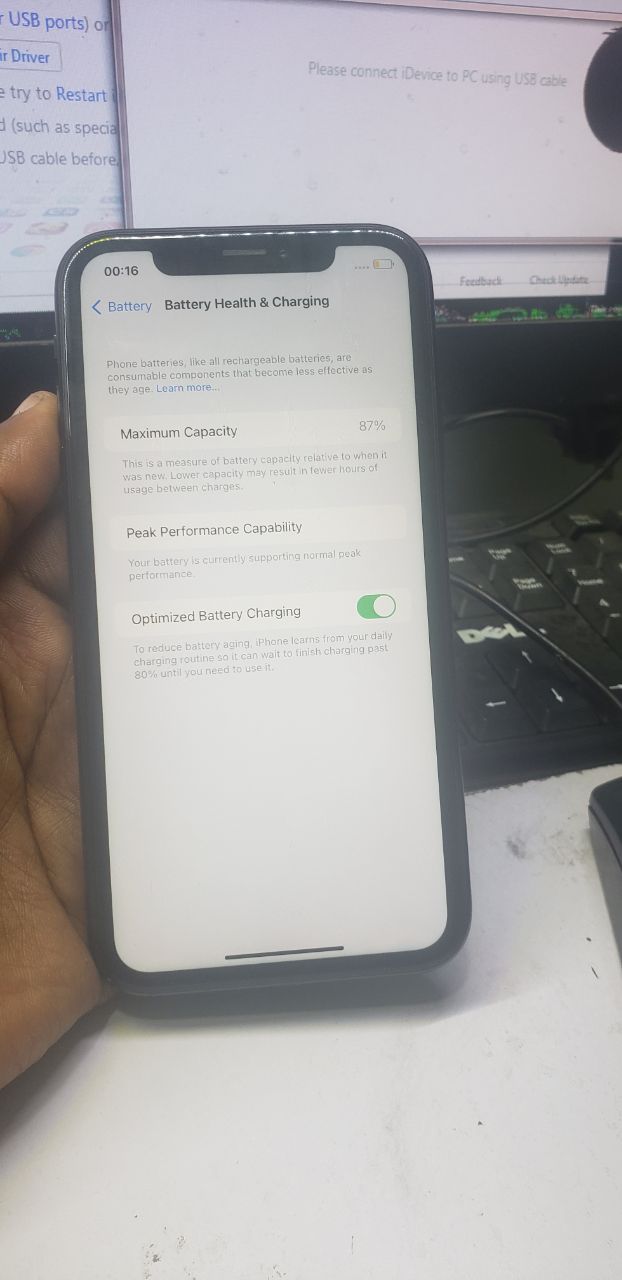 r USB ports) or
ir Driver
e try to Restart i
d (such as specia
USB cable before
Please connect iDevice to PC using USB cable
Feedback
Check Update
00:16
Battery
Battery Health & Charging
Phone batteries, like all rechargeable batteries, are
consumable components that become less effective as
they age. Learn more...
Maximum Capacity
87%
This is a measure of battery capacity relative to when it
was new. Lower capacity may result in fewer hours of
usage between charges.
Peak Performance Capability
Your battery is currently supporting normal peak
performance.
Optimized Battery Charging
To reduce battery aging, iPhone learns from your daily
charging routine so it can wait to finish charging past
80% until you need to use it.
Page
Up
Num
Lock
7
Home
Page
Down
4
DELL